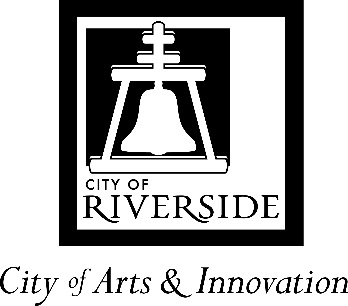 CITY OF
RIVERSIDE
City of Arts & Innovation